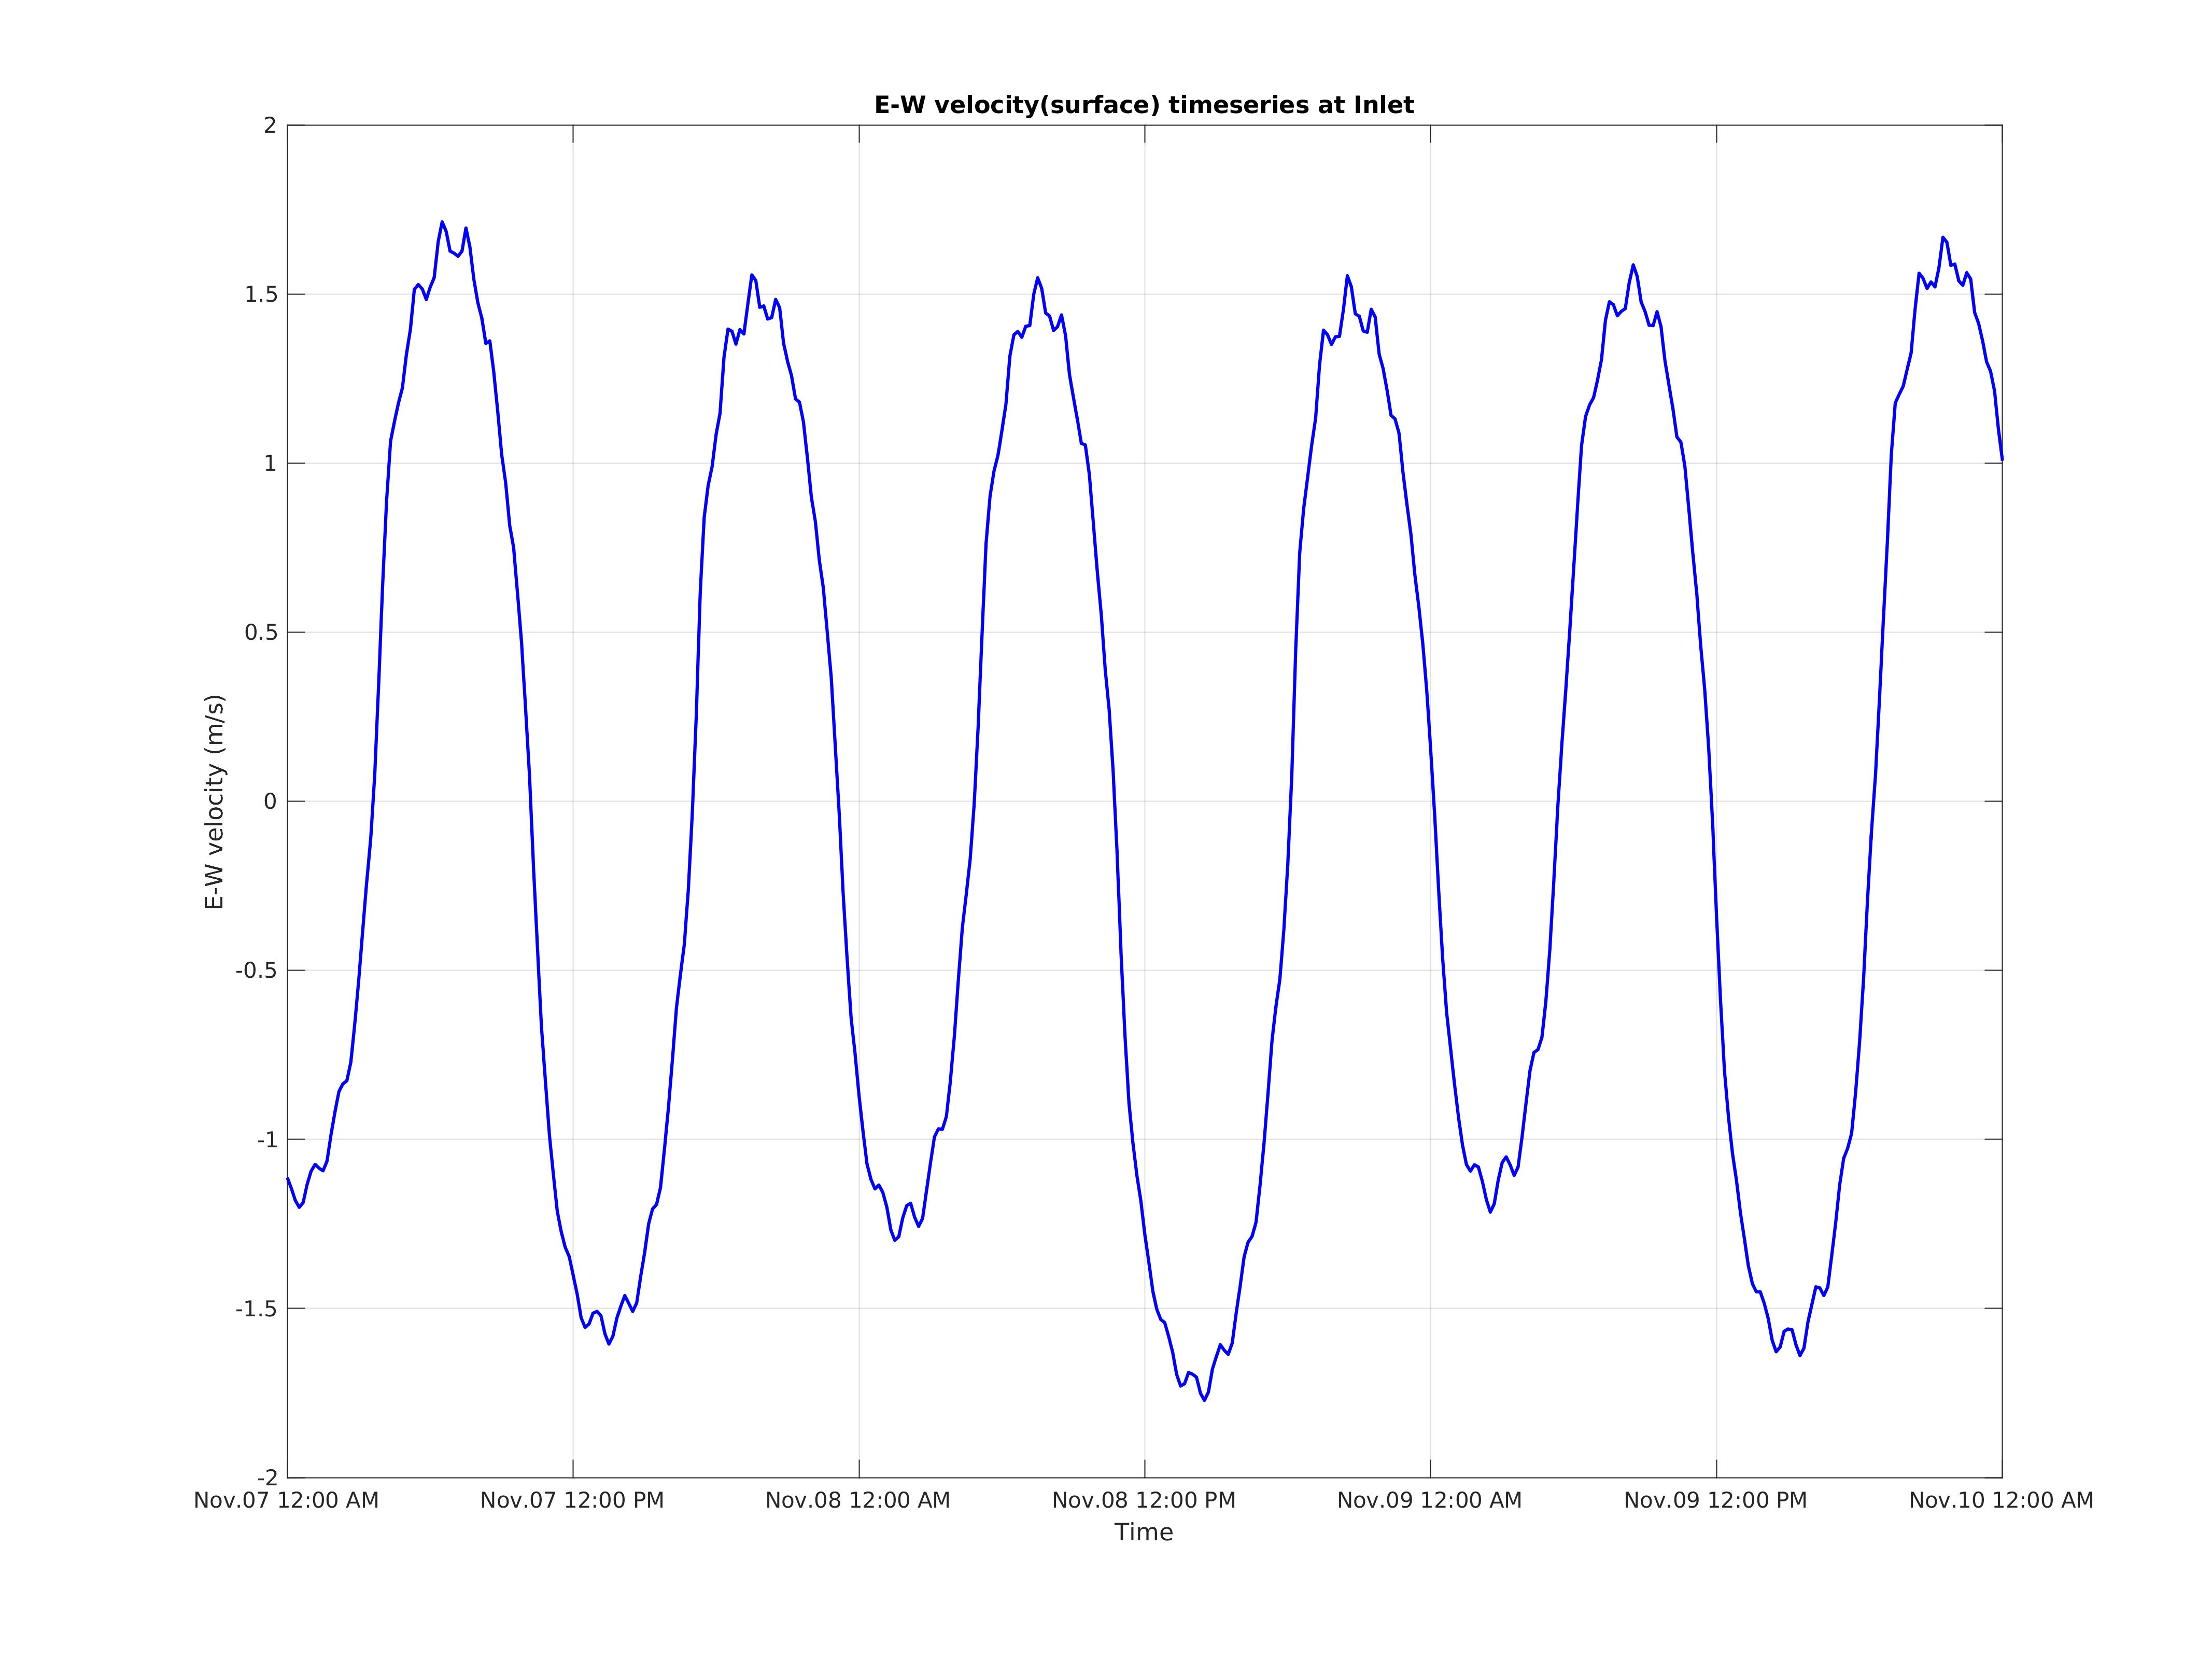 E-W velocity(surface) timeseries at Inlet
2
1.5
1
0.5
0
-0.5
-1
-1.5
-2
E-W velocity (m/s)
Nov.07 12:00 AM Nov.07 12:00 PM Nov.08 12:00 AM Nov.08 12:00 PM Nov.09 12:00 AM Nov.09 12:00 PM Nov.10 12:00 AM
Time